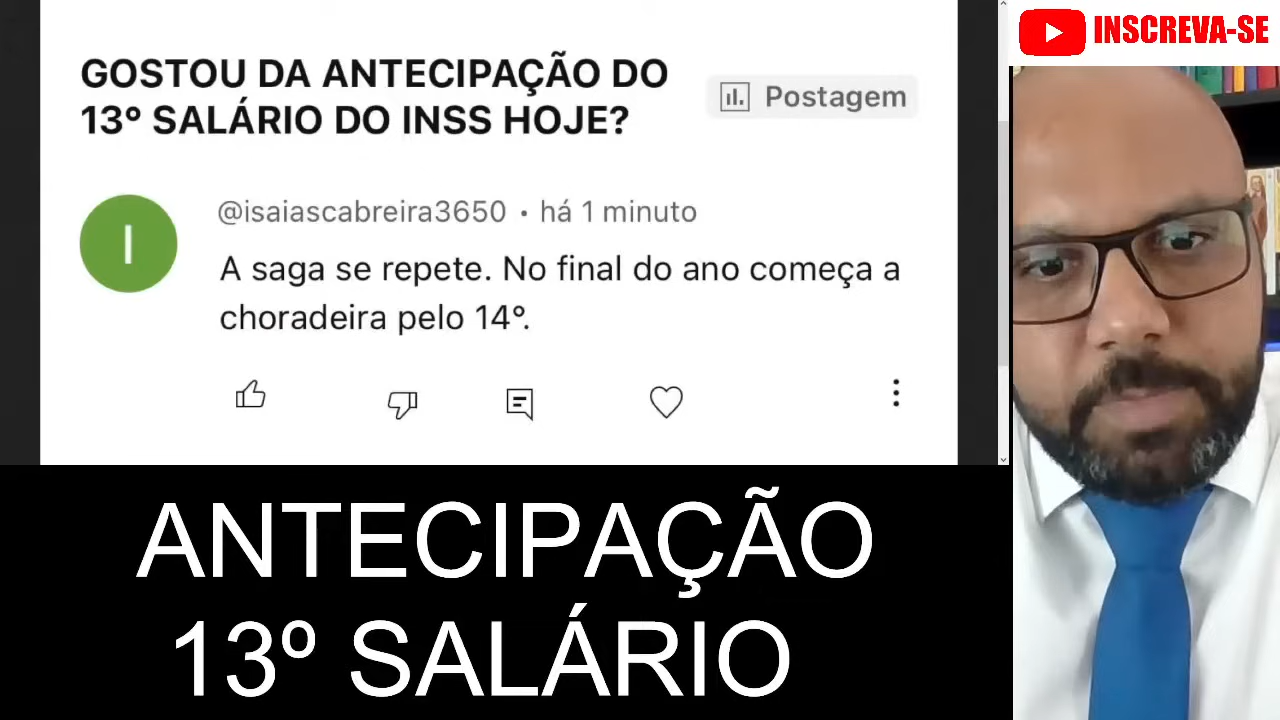 GOSTOU DA ANTECIPAÇÃO DO
13º SALÁRIO DO INSS HOJE?
Postagem
I
@isaiascabreira3650 • há 1 minuto
A saga se repete. No final do ano começa a
choradeira pelo 14°.
INSCREVA-SE
ANTECIPAÇÃO
13º SALÁRIO